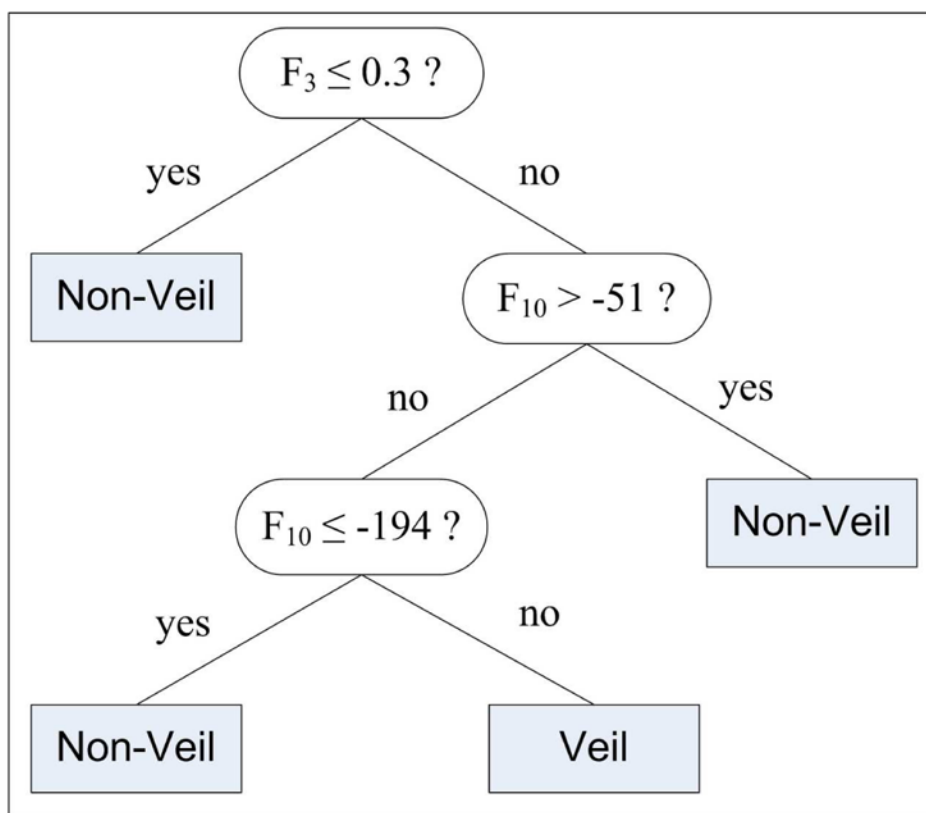 F₃ ≤ 0.3 ?
yes
no
Non-Veil
F₁₀ > -51 ?
no
yes
F₁₀ ≤ -194 ?
Non-Veil
yes
no
Non-Veil
Veil